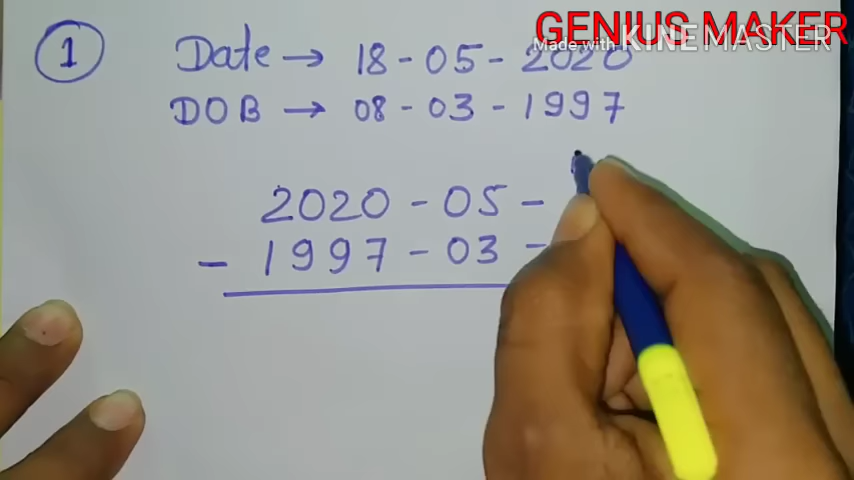 GENIUS MAKER
Made with KINEMASTER
1 Date → 18-05-2020
DOB → 08-03-1997
2020-05-
- 1997-03-